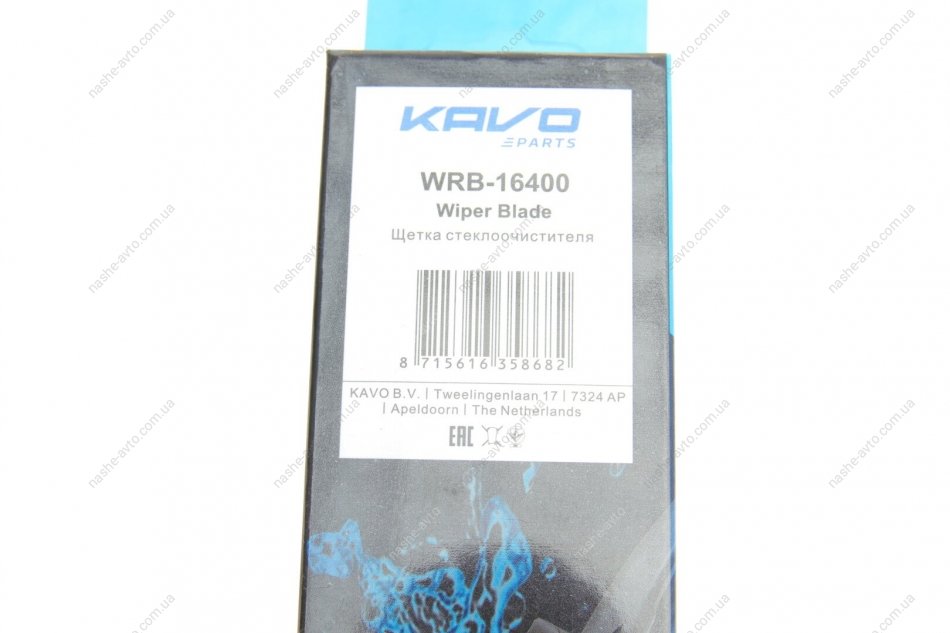 KAVO
PARTS
WRB-16400
Wiper Blade
Щетка стеклоочистителя
8 715616 358682
KAVO B.V. | Tweelingenlaan 17 | 7324 AP
| Apeldoorn | The Netherlands
EAC
nashe-avto.com.ua